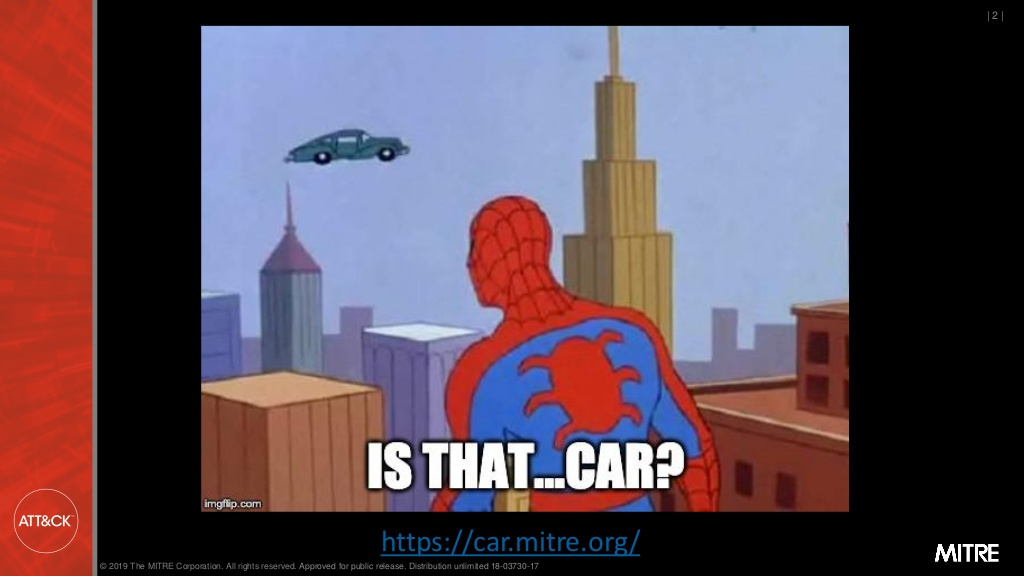 | 2 |
IS THAT...CAR?
imgflip.com
https://car.mitre.org/
ATT&CK™
MITRE
© 2019 The MITRE Corporation. All rights reserved. Approved for public release. Distribution unlimited 18-03730-17